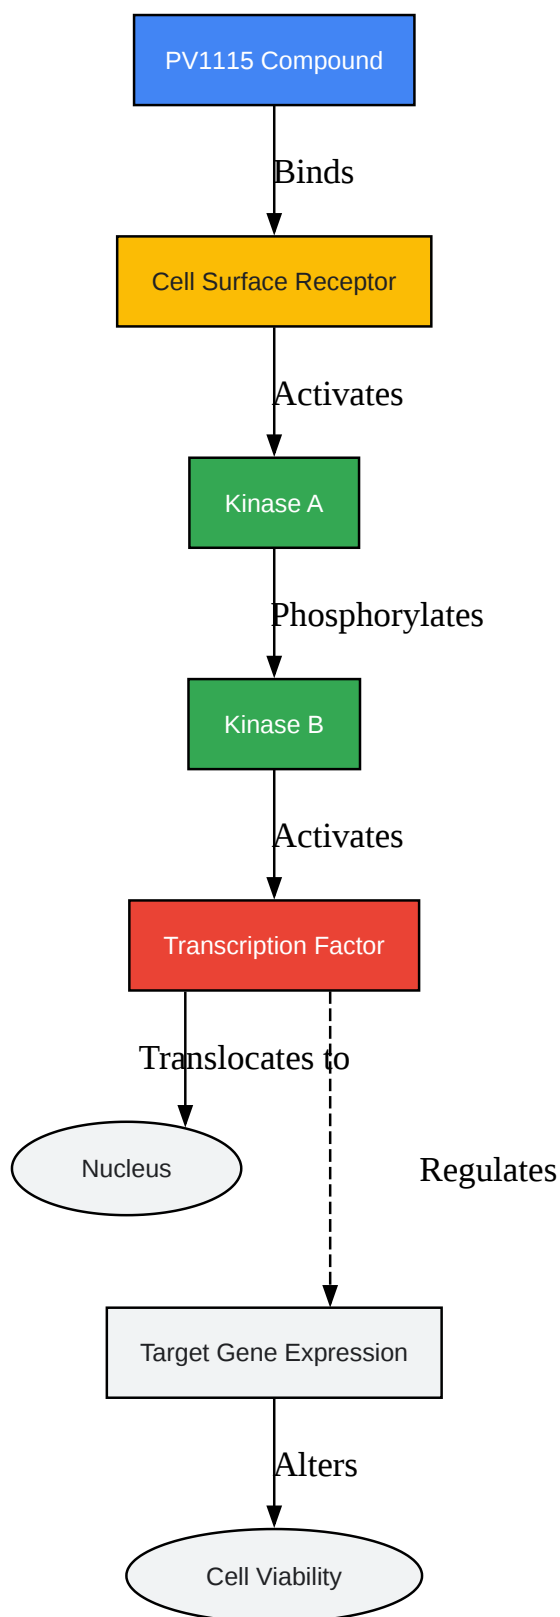 PV1115 Compound
Binds
Cell Surface Receptor
Activates
Kinase A
Phosphorylates
Kinase B
Activates
Transcription Factor
Translocates to
Nucleus
Regulates
Target Gene Expression
Alters
Cell Viability